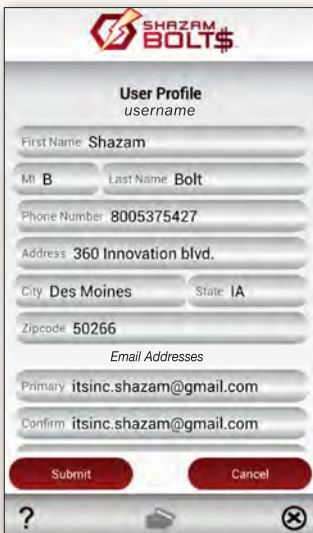 SHAZAM
BOLT$
User Profile
username
First Name Shazam
MI B Last Name Bolt
Phone Number 8005375427
Address 360 Innovation blvd.
City Des Moines State IA
Zipcode 50266
Email Addresses
Primary itsinc.shazam@gmail.com
Confirm itsinc.shazam@gmail.com
Submit Cancel
?